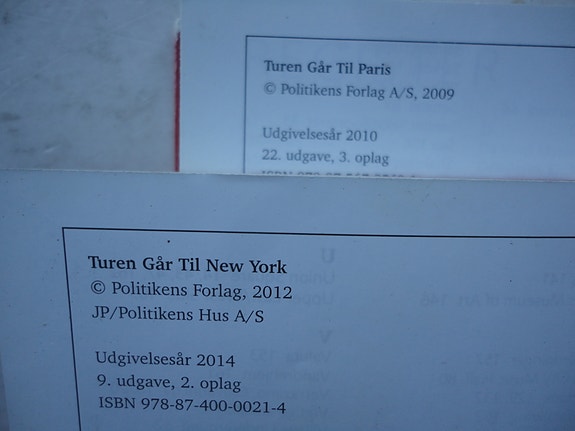 Turen Går Til Paris
© Politikens Forlag A/S, 2009
Udgivelsesår 2010
22. udgave, 3. oplag
Turen Går Til New York
© Politikens Forlag, 2012
JP/Politikens Hus A/S
Udgivelsesår 2014
9. udgave, 2. oplag
ISBN 978-87-400-0021-4